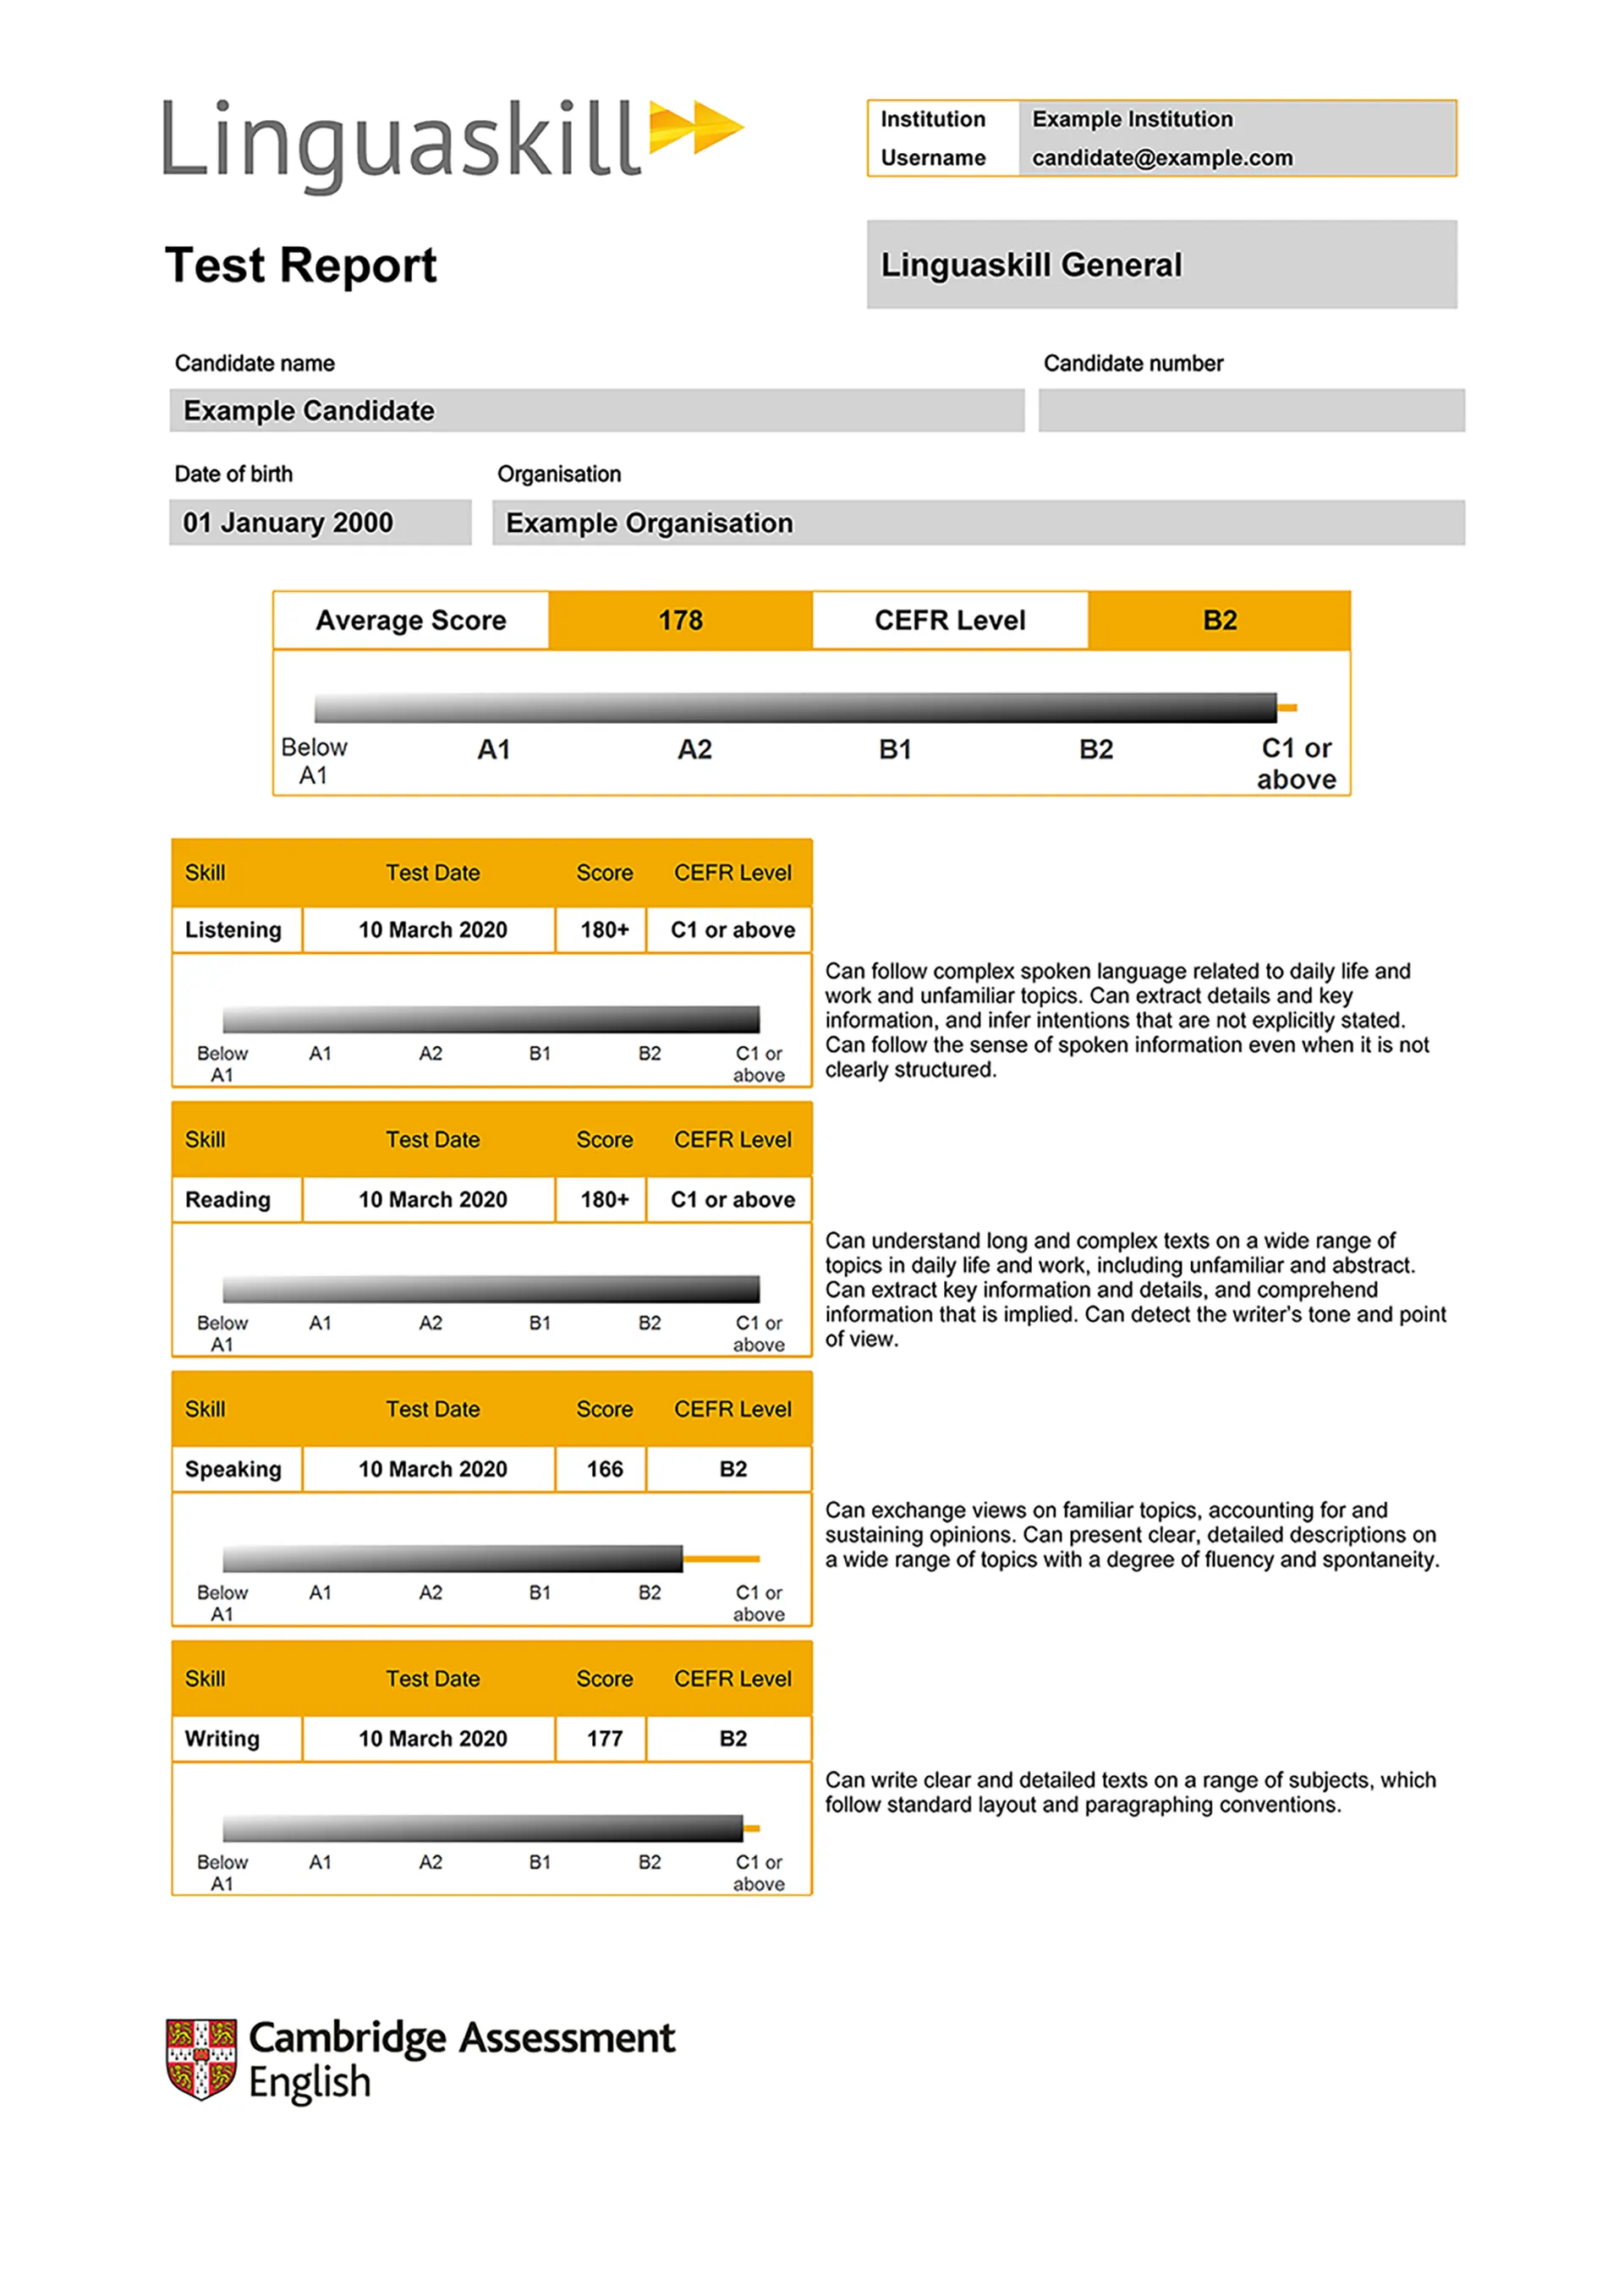 Linguaskill
Institution Example Institution
Username candidate@example.com
Test Report
Linguaskill General
Candidate name Candidate number
Example Candidate
Date of birth Organisation
01 January 2000 Example Organisation
Average Score 178 CEFR Level B2
Below A1 A2 B1 B2 C1 or
A1 above
Skill Test Date Score CEFR Level
Listening 10 March 2020 180+ C1 or above
Below A1 A2 B1 B2 C1 or
A1 above
Can follow complex spoken language related to daily life and
work and unfamiliar topics. Can extract details and key
information, and infer intentions that are not explicitly stated.
Can follow the sense of spoken information even when it is not
clearly structured.
Skill Test Date Score CEFR Level
Reading 10 March 2020 180+ C1 or above
Below A1 A2 B1 B2 C1 or
A1 above
Can understand long and complex texts on a wide range of
topics in daily life and work, including unfamiliar and abstract.
Can extract key information and details, and comprehend
information that is implied. Can detect the writer's tone and point
of view.
Skill Test Date Score CEFR Level
Speaking 10 March 2020 166 B2
Below A1 A2 B1 B2 C1 or
A1 above
Can exchange views on familiar topics, accounting for and
sustaining opinions. Can present clear, detailed descriptions on
a wide range of topics with a degree of fluency and spontaneity.
Skill Test Date Score CEFR Level
Writing 10 March 2020 177 B2
Below A1 A2 B1 B2 C1 or
A1 above
Can write clear and detailed texts on a range of subjects, which
follow standard layout and paragraphing conventions.
Cambridge Assessment
English